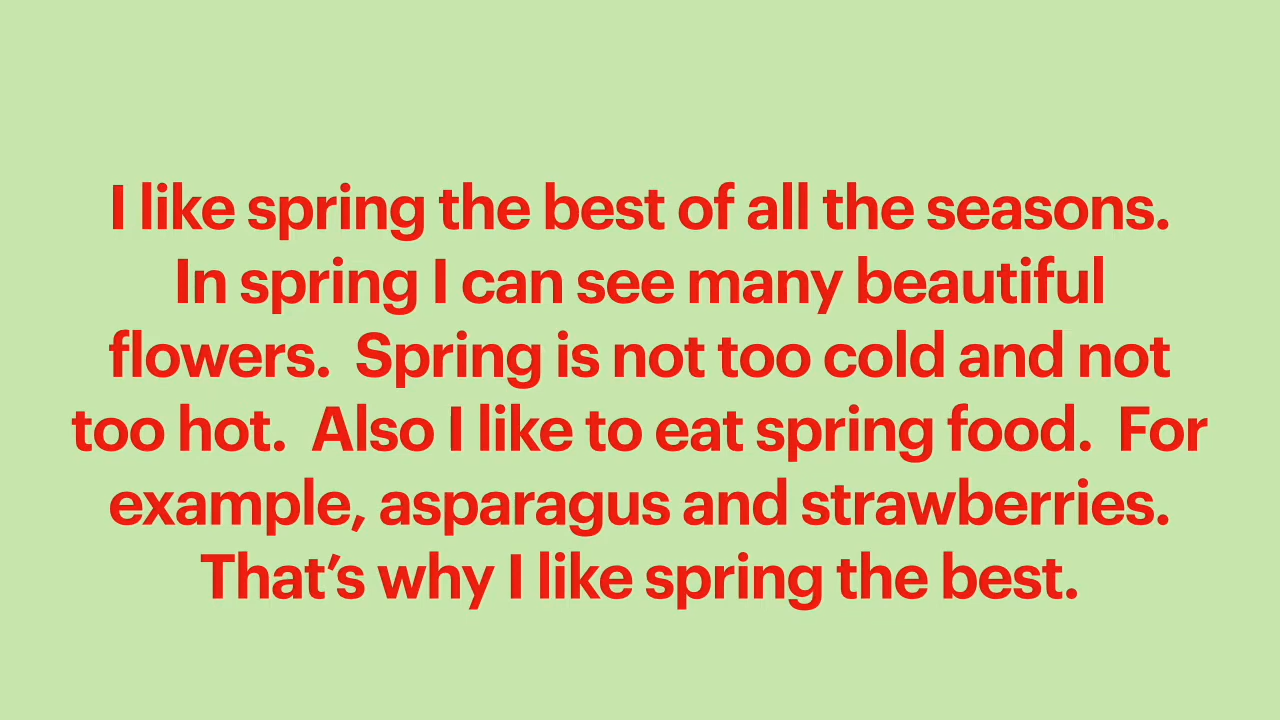 I like spring the best of all the seasons.
In spring I can see many beautiful
flowers.  Spring is not too cold and not
too hot.  Also I like to eat spring food.  For
example, asparagus and strawberries.
That’s why I like spring the best.